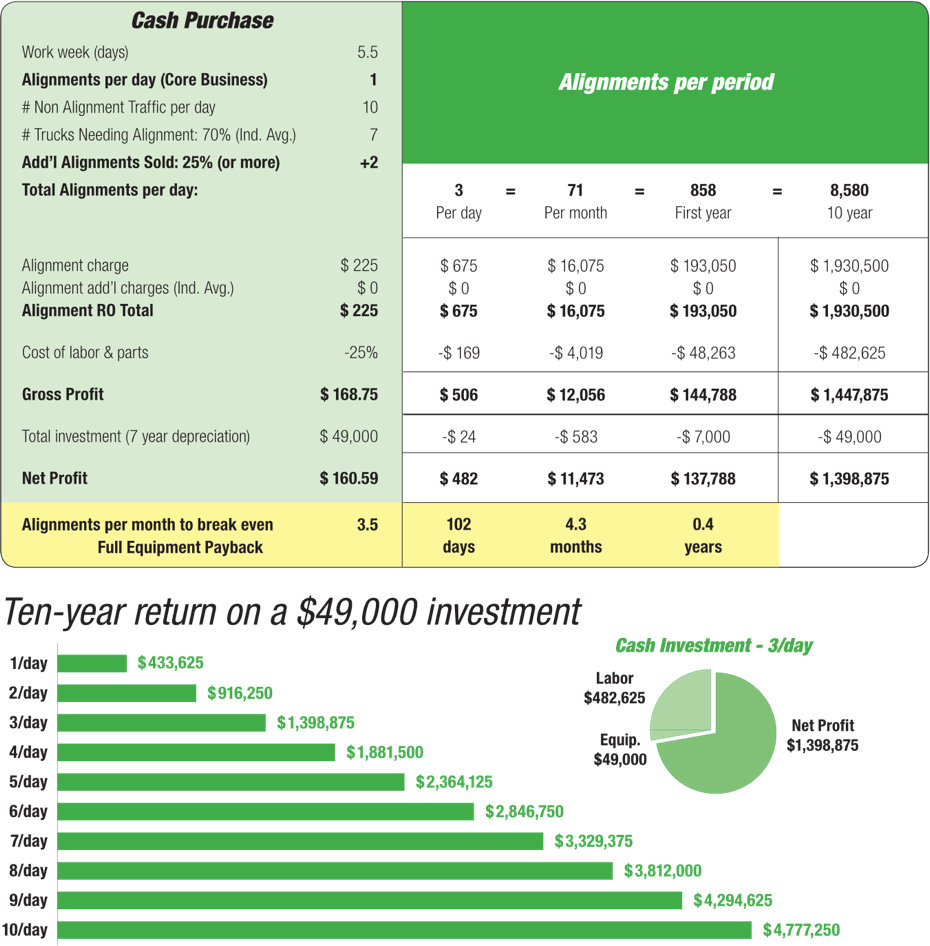 Cash Purchase
Work week (days) 5.5
Alignments per day (Core Business) 1
# Non Alignment Traffic per day 10
# Trucks Needing Alignment: 70% (Ind. Avg.) 7
Add’l Alignments Sold: 25% (or more) +2
Alignments per period
Total Alignments per day: 3 = 71 = 858 = 8,580
Per day Per month First year 10 year
Alignment charge $ 225 $ 675 $ 16,075 $ 193,050 $ 1,930,500
Alignment add’l charges (Ind. Avg.) $ 0 $ 0 $ 0 $ 0 $ 0
Alignment RO Total $ 225 $ 675 $ 16,075 $ 193,050 $ 1,930,500
Cost of labor & parts -25% -$ 169 -$ 4,019 -$ 48,263 -$ 482,625
Gross Profit $ 168.75 $ 506 $ 12,056 $ 144,788 $ 1,447,875
Total investment (7 year depreciation) $ 49,000 -$ 24 -$ 583 -$ 7,000 -$ 49,000
Net Profit $ 160.59 $ 482 $ 11,473 $ 137,788 $ 1,398,875
Alignments per month to break even 3.5 102 4.3 0.4
Full Equipment Payback days months years
Ten-year return on a $49,000 investment
1/day $433,625
2/day $916,250
3/day $1,398,875
4/day $1,881,500
5/day $2,364,125
6/day $2,846,750
7/day $3,329,375
8/day $3,812,000
9/day $4,294,625
10/day $4,777,250
Cash Investment - 3/day
Labor
$482,625
Equip.
$49,000
Net Profit
$1,398,875